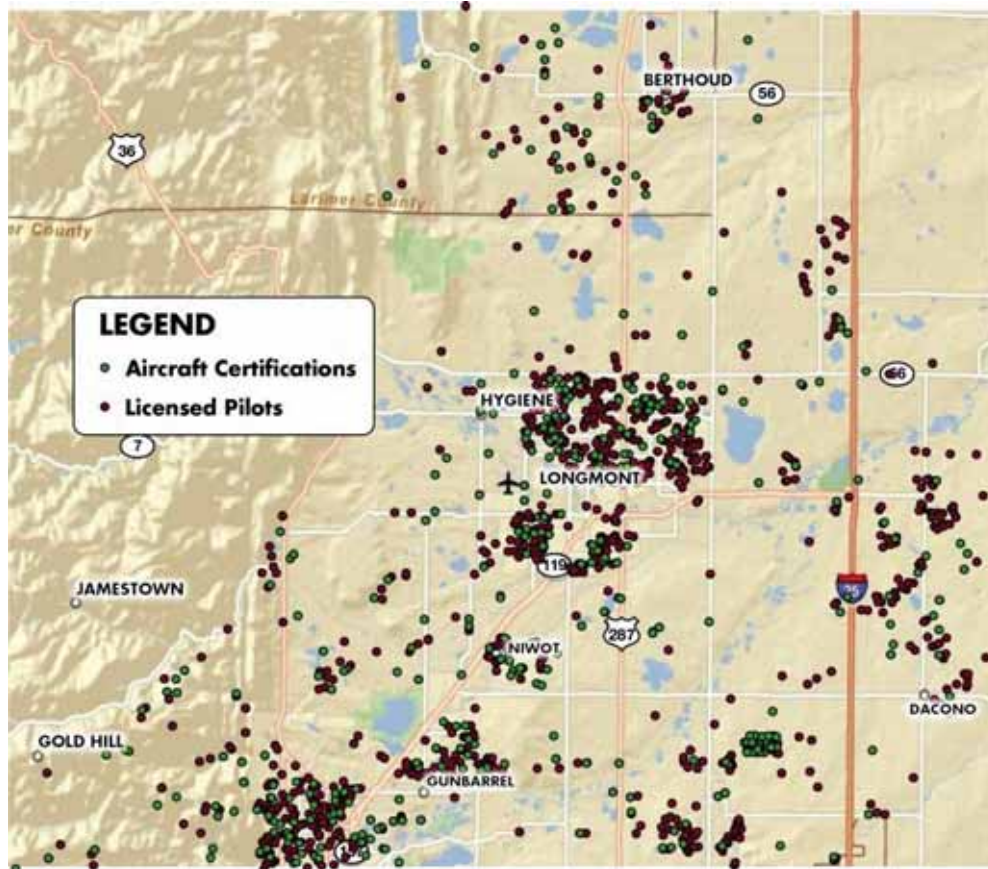 BERTHOUD
56
36
Larimer County
er County
LEGEND
Aircraft Certifications
Licensed Pilots
66
HYGIENE
7
LONGMONT
119
JAMESTOWN
287
NIWOT
DACONO
GOLD HILL
GUNBARREL